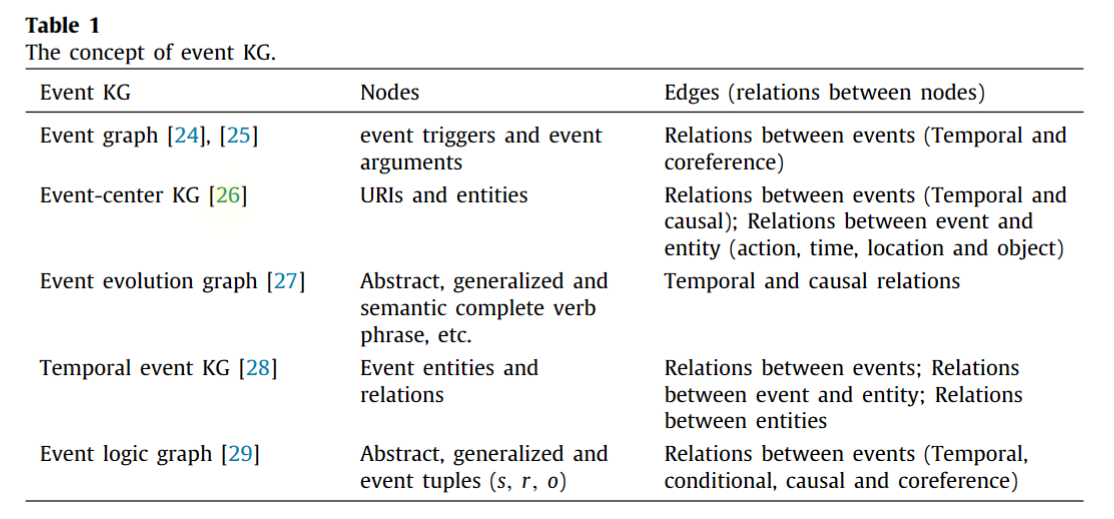 Table 1
The concept of event KG.
Event KG Nodes Edges (relations between nodes)
Event graph [24], [25] event triggers and event Relations between events (Temporal and
arguments coreference)
Event-center KG [26] URIs and entities Relations between events (Temporal and
causal); Relations between event and
entity (action, time, location and object)
Event evolution graph [27] Abstract, generalized and Temporal and causal relations
semantic complete verb
phrase, etc.
Temporal event KG [28] Event entities and Relations between events; Relations
relations between event and entity; Relations
between entities
Event logic graph [29] Abstract, generalized and Relations between events (Temporal,
event tuples (s, r, o) conditional, causal and coreference)